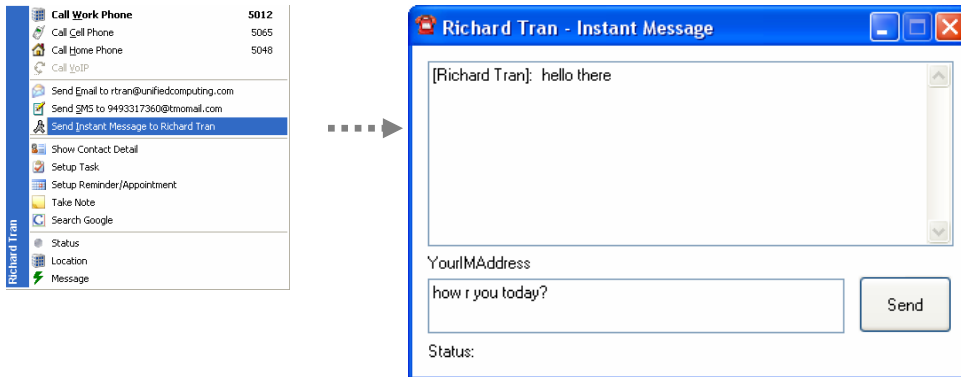 Call Work Phone 5012
Call Cell Phone 5065
Call Home Phone 5048
Call VoIP
Send Email to rtran@unifiedcomputing.com
Send SMS to 9493317360@tmomail.com
Send Instant Message to Richard Tran
Show Contact Detail
Setup Task
Setup Reminder/Appointment
Take Note
Search Google
Status
Location
Message
Richard Tran
Richard Tran - Instant Message
[Richard Tran]: hello there
YourIMAddress
how r you today?
Send
Status: